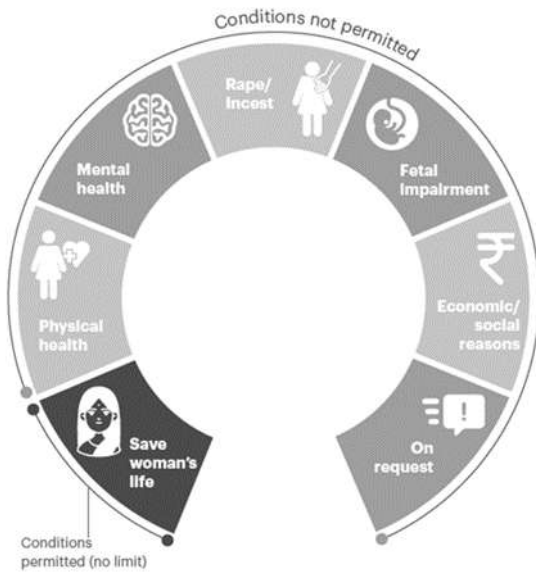 Conditions not permitted
Rape/
Incest
Mental
health
Fetal
Impairment
Physical
health
₹
Economic/
social
reasons
Save
woman's
life
!
On
request
Conditions
permitted (no limit)